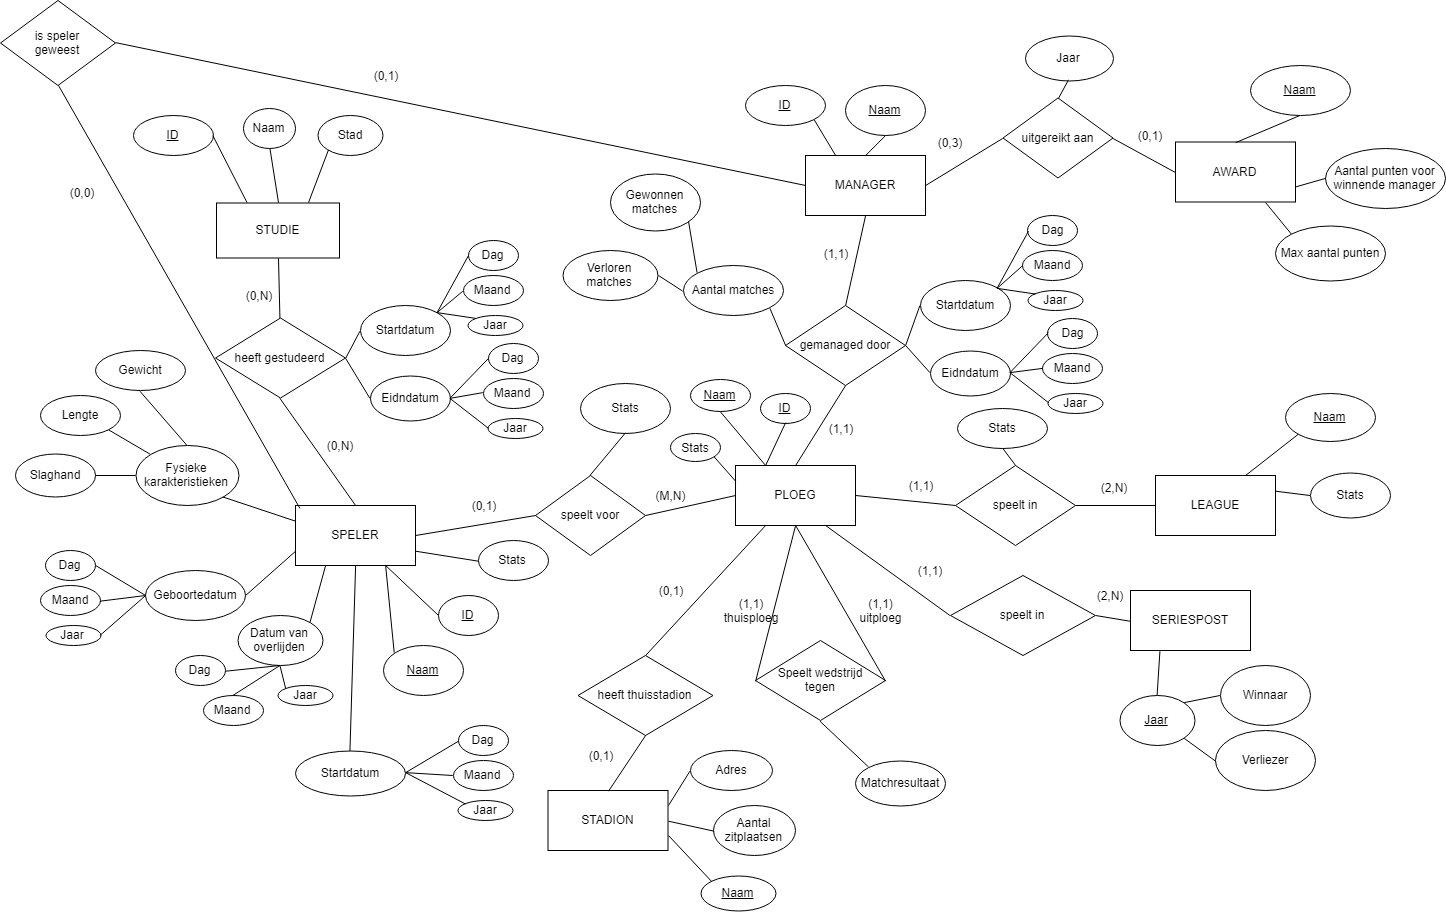 is speler
geweest
(0,1)
(0,0)
ID
Naam
Stad
STUDIE
(0,N)
heeft gestudeerd
Startdatum
Dag
Maand
Jaar
Eidndatum
Dag
Maand
Jaar
(0,N)
ID
Naam
MANAGER
(0,3)
Jaar
uitgereikt aan
(0,1)
Naam
AWARD
Aantal punten voor
winnende manager
Max aantal punten
Gewonnen
matches
Verloren
matches
Aantal matches
(1,1)
gemanaged door
Startdatum
Dag
Maand
Jaar
Eidndatum
Dag
Maand
Jaar
(1,1)
Gewicht
Lengte
Slaghand
Fysieke
karakteristieken
SPELER
(0,1)
Stats
speelt voor
(M,N)
Naam
ID
Stats
PLOEG
(1,1)
Stats
speelt in
(2,N)
LEAGUE
Naam
Stats
Stats
ID
Naam
Geboortedatum
Dag
Maand
Jaar
Datum van
overlijden
Dag
Maand
Jaar
Startdatum
Dag
Maand
Jaar
(0,1)
heeft thuisstadion
(0,1)
STADION
Adres
Aantal
zitplaatsen
Naam
(1,1)
thuisploeg
(1,1)
uitploeg
Speelt wedstrijd
tegen
Matchresultaat
(1,1)
speelt in
(2,N)
SERIESPOST
Jaar
Winnaar
Verliezer